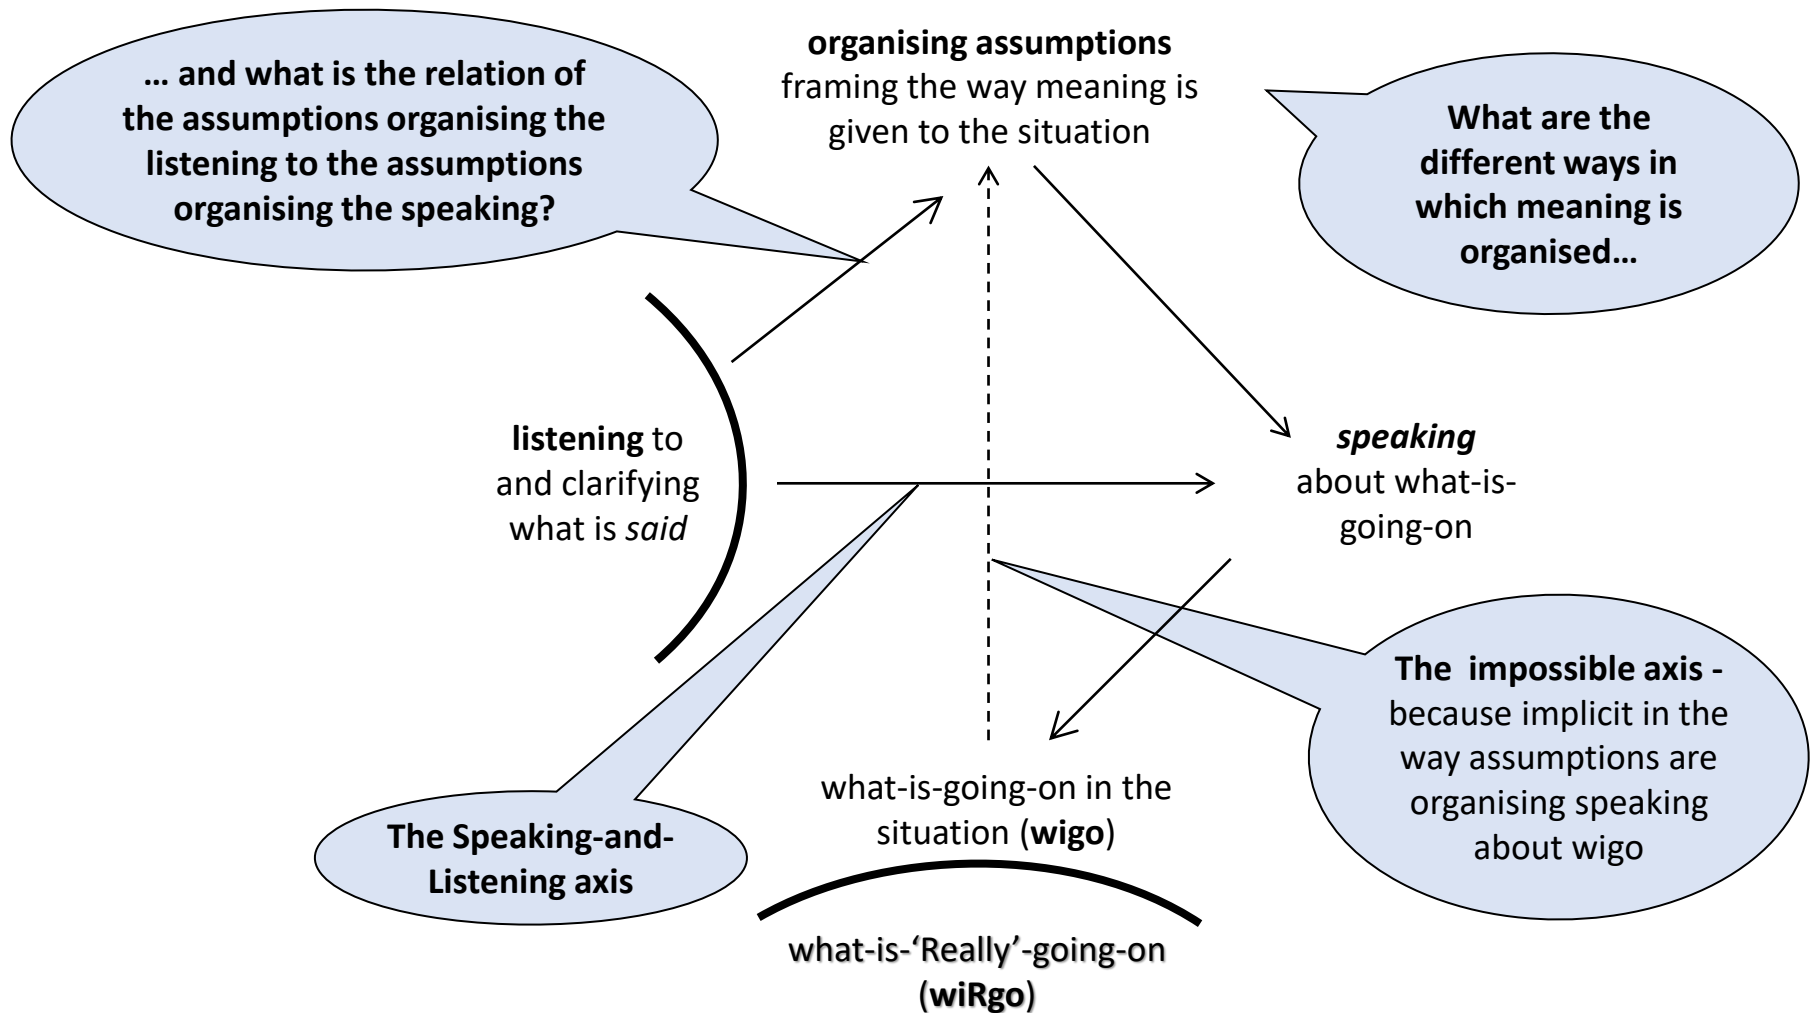 … and what is the relation of
the assumptions organising the
listening to the assumptions
organising the speaking?
organising assumptions
framing the way meaning is
given to the situation
What are the
different ways in
which meaning is
organised…
listening to
and clarifying
what is said
speaking
about what-is-
going-on
The impossible axis -
because implicit in the
way assumptions are
organising speaking
about wigo
The Speaking-and-
Listening axis
what-is-going-on in the
situation (wigo)
what-is-‘Really’-going-on
(wiRgo)